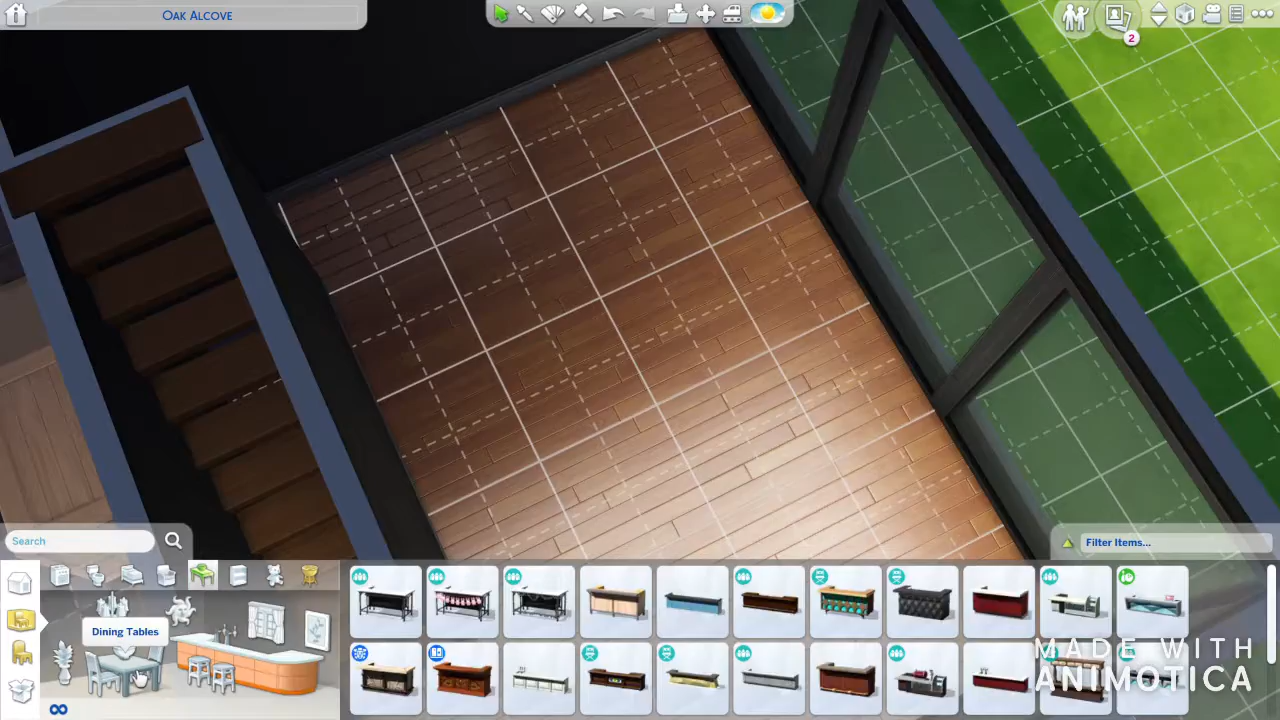 Oak Alcove
2
Search
Filter Items...
Dining Tables
MADE WITH
ANIMOTICA